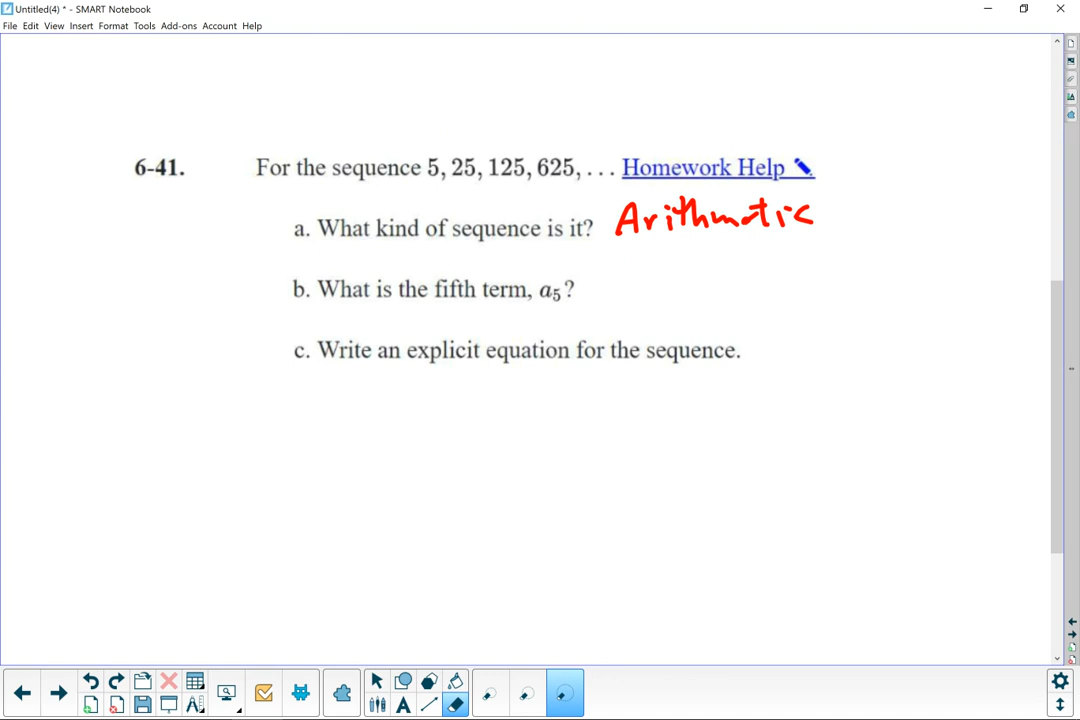 Untitled(4) * - SMART Notebook
File Edit View Insert Format Tools Add-ons Account Help
6-41. For the sequence 5, 25, 125, 625, . . . Homework Help
a. What kind of sequence is it? Arithmatic
b. What is the fifth term, a₅?
c. Write an explicit equation for the sequence.